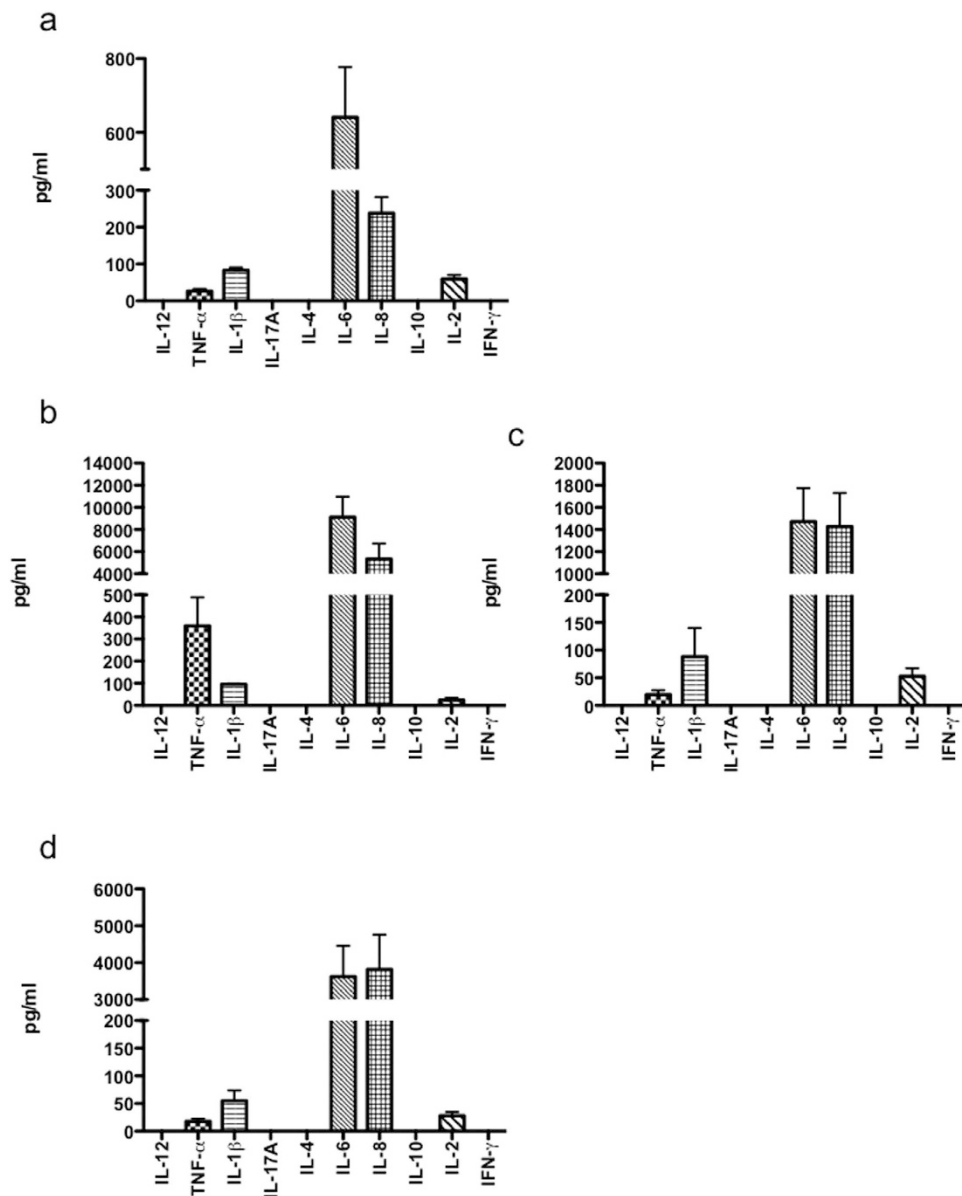 a
800
600
300
200
100
0
pg/ml
IL-12
TNF-α
IL-1β
IL-17A
IL-4
IL-6
IL-8
IL-10
IL-2
IFN-γ
b
14000
12000
10000
8000
6000
4000
500
400
300
200
100
0
pg/ml
IL-12
TNF-α
IL-1β
IL-17A
IL-4
IL-6
IL-8
IL-10
IL-2
IFN-γ
c
2000
1800
1600
1400
1200
1000
200
150
100
50
0
pg/ml
IL-12
TNF-α
IL-1β
IL-17A
IL-4
IL-6
IL-8
IL-10
IL-2
IFN-γ
d
6000
5000
4000
3000
200
150
100
50
0
pg/ml
IL-12
TNF-α
IL-1β
IL-17A
IL-4
IL-6
IL-8
IL-10
IL-2
IFN-γ